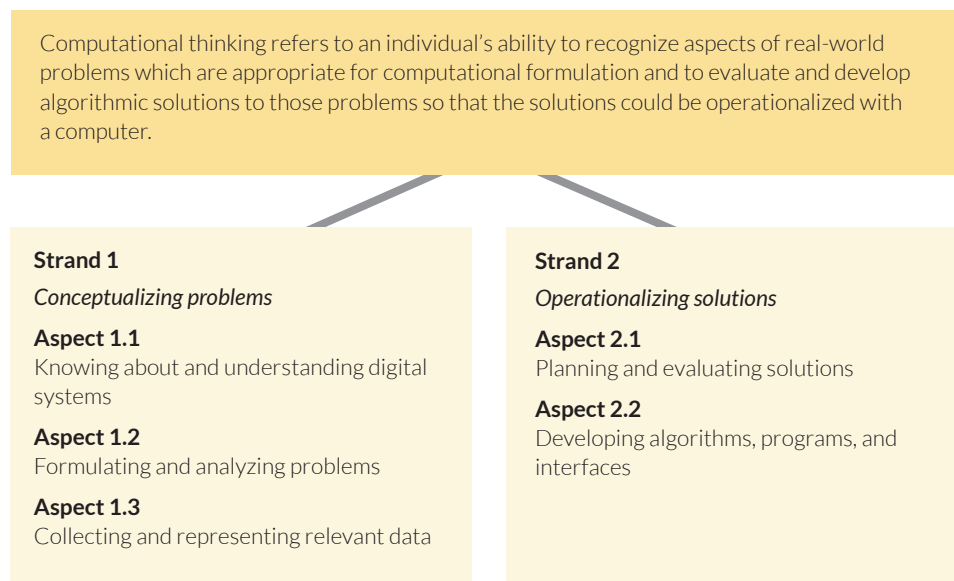 Computational thinking refers to an individual’s ability to recognize aspects of real-world
problems which are appropriate for computational formulation and to evaluate and develop
algorithmic solutions to those problems so that the solutions could be operationalized with
a computer.
Strand 1
Conceptualizing problems
Aspect 1.1
Knowing about and understanding digital
systems
Aspect 1.2
Formulating and analyzing problems
Aspect 1.3
Collecting and representing relevant data
Strand 2
Operationalizing solutions
Aspect 2.1
Planning and evaluating solutions
Aspect 2.2
Developing algorithms, programs, and
interfaces